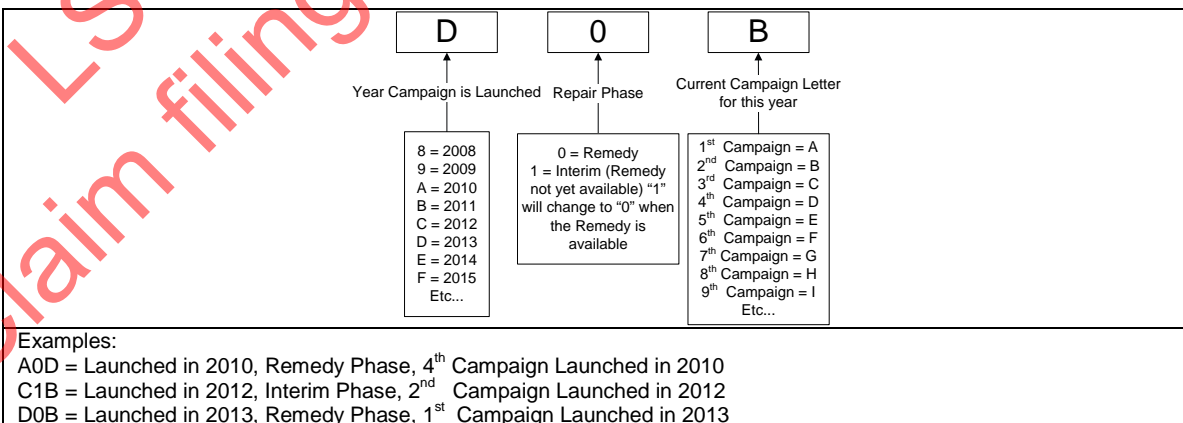 LS
claim filing
D 0 B
Year Campaign is Launched Repair Phase Current Campaign Letter
for this year
8 = 2008
9 = 2009
A = 2010
B = 2011
C = 2012
D = 2013
E = 2014
F = 2015
Etc...
0 = Remedy
1 = Interim (Remedy
not yet available) “1”
will change to “0” when
the Remedy is
available
1st Campaign = A
2nd Campaign = B
3rd Campaign = C
4th Campaign = D
5th Campaign = E
6th Campaign = F
7th Campaign = G
8th Campaign = H
9th Campaign = I
Etc...
Examples:
A0D = Launched in 2010, Remedy Phase, 4th Campaign Launched in 2010
C1B = Launched in 2012, Interim Phase, 2nd Campaign Launched in 2012
D0B = Launched in 2013, Remedy Phase, 1st Campaign Launched in 2013